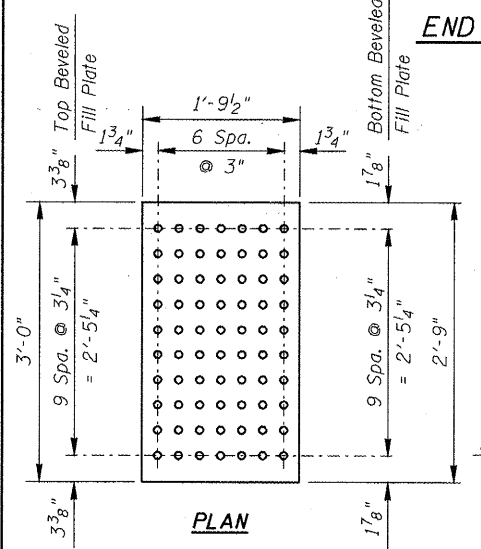 END
Top Beveled
Fill Plate
3⅜"
1'-9½"
1¾"
6 Spa.
@ 3"
1¾"
Bottom Beveled
Fill Plate
1⅞"
3'-0"
9 Spa. @ 3¼"
= 2'-5¼"
9 Spa. @ 3¼"
= 2'-5¼"
2'-9"
3⅜"
PLAN
1⅞"